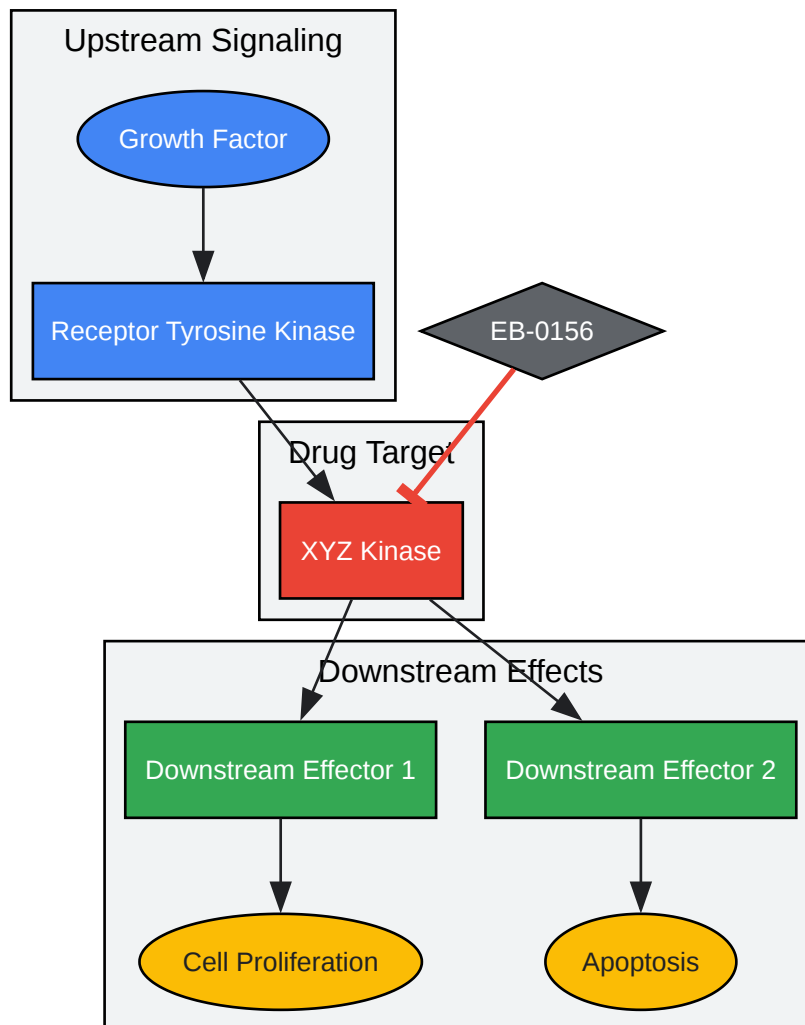 Upstream Signaling
Growth Factor
Receptor Tyrosine Kinase
EB-0156
Drug Target
XYZ Kinase
Downstream Effects
Downstream Effector 1
Downstream Effector 2
Cell Proliferation
Apoptosis